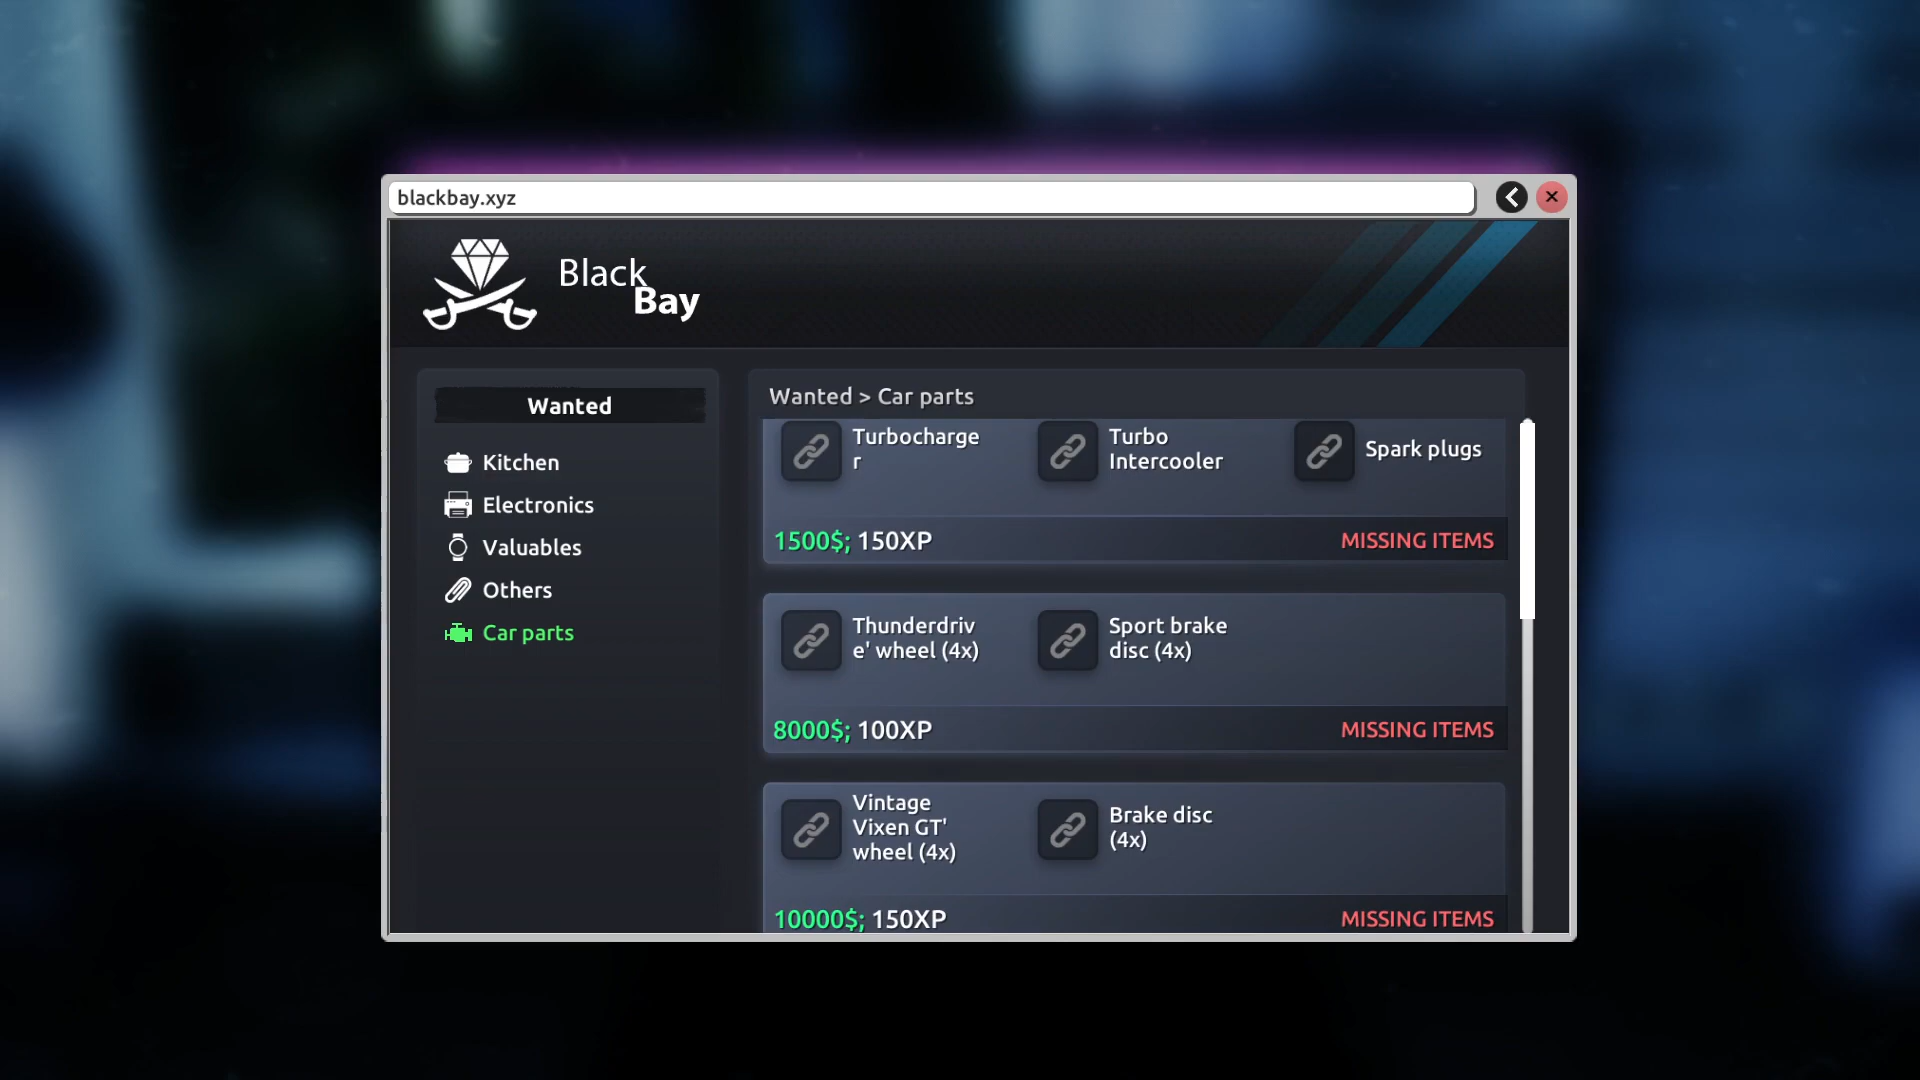 blackbay.xyz
Black
Bay
Wanted
Kitchen
Electronics
Valuables
Others
Car parts
Wanted > Car parts
Turbocharge
r
Turbo
Intercooler
Spark plugs
1500$; 150XP
MISSING ITEMS
Thunderdriv
e' wheel (4x)
Sport brake
disc (4x)
8000$; 100XP
MISSING ITEMS
Vintage
Vixen GT'
wheel (4x)
Brake disc
(4x)
10000$; 150XP
MISSING ITEMS